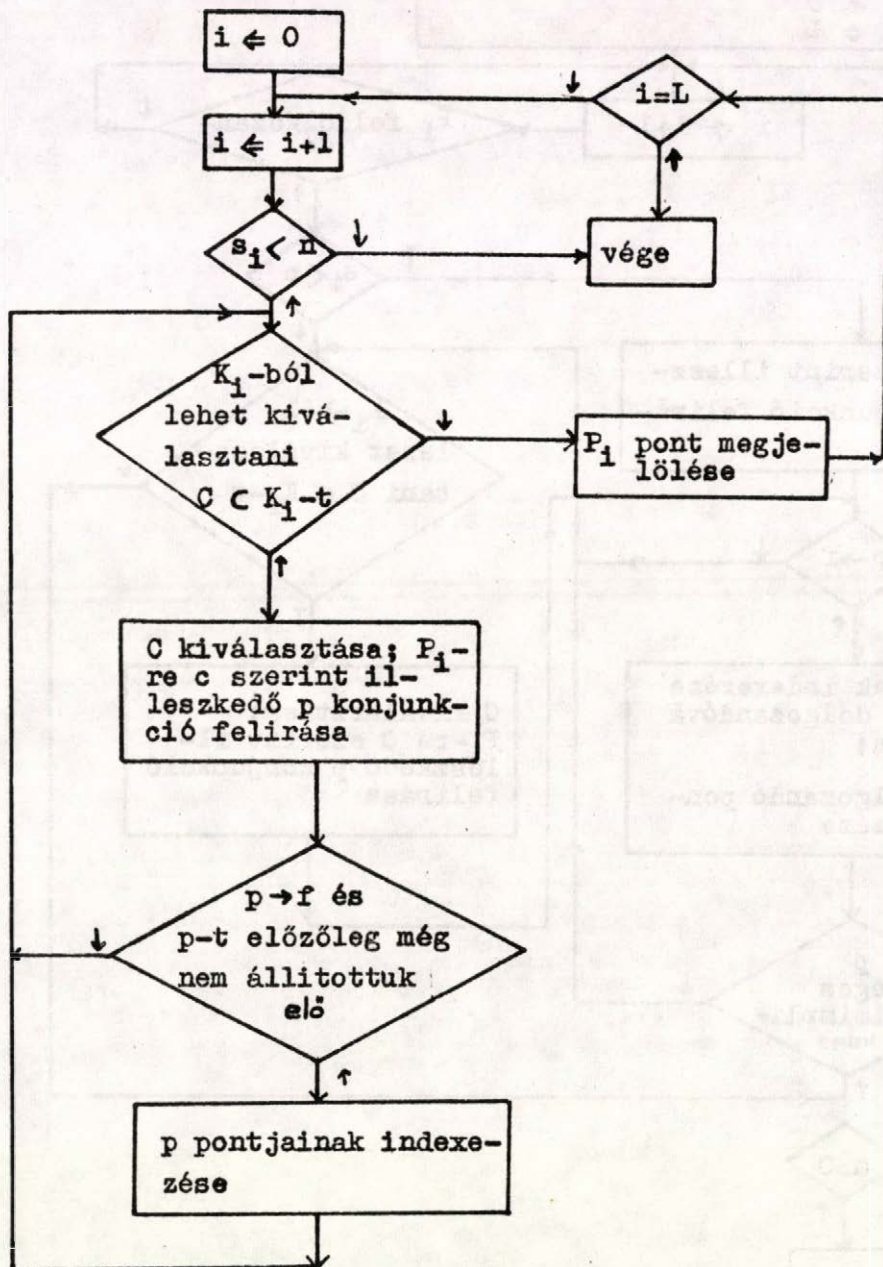 i ⇐ 0
i=L
i ⇐ i+1
s_i < n
vége
K_i-ból
lehet kivá-
lasztani
C ⊂ K_i-t
P_i pont megje-
lölése
C kiválasztása; P_i-
re c szerint il-
leszkedő p konjunk-
ció felirása
p→f és
p-t előzőleg még
nem állitottuk
elő
p pontjainak indexe-
zése